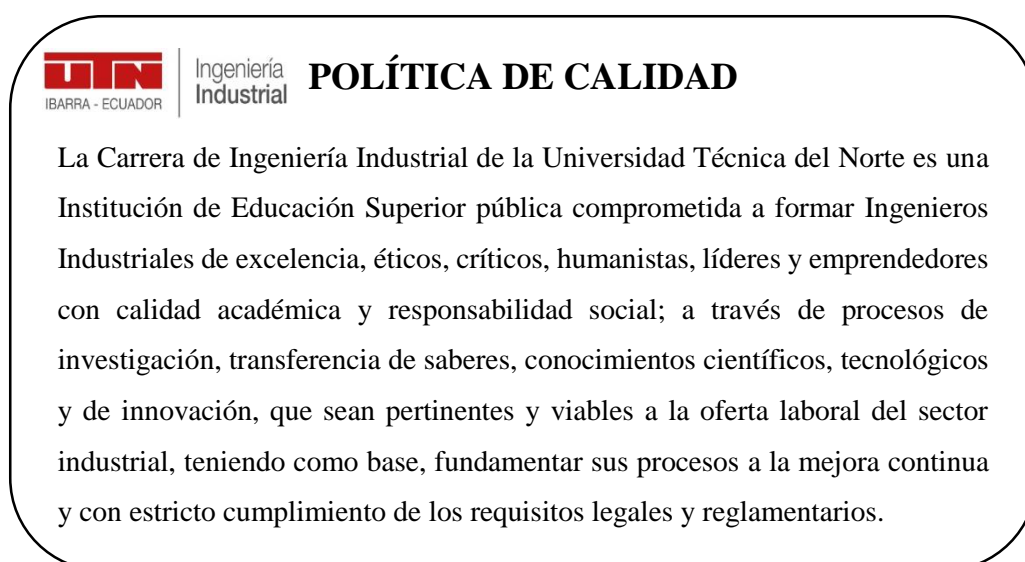 UTN
IBARRA - ECUADOR
Ingeniería
Industrial
POLÍTICA DE CALIDAD
La Carrera de Ingeniería Industrial de la Universidad Técnica del Norte es una
Institución de Educación Superior pública comprometida a formar Ingenieros
Industriales de excelencia, éticos, críticos, humanistas, líderes y emprendedores
con calidad académica y responsabilidad social; a través de procesos de
investigación, transferencia de saberes, conocimientos científicos, tecnológicos
y de innovación, que sean pertinentes y viables a la oferta laboral del sector
industrial, teniendo como base, fundamentar sus procesos a la mejora continua
y con estricto cumplimiento de los requisitos legales y reglamentarios.